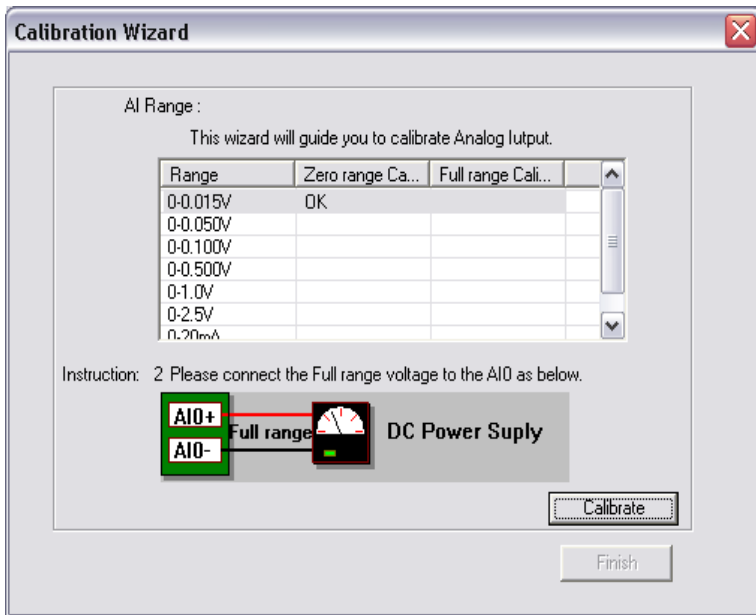 Calibration Wizard
AI Range :
This wizard will guide you to calibrate Analog Iutput.
Range Zero range Ca... Full range Cali...
0-0.015V OK
0-0.050V
0-0.100V
0-0.500V
0-1.0V
0-2.5V
0-20mA
Instruction: 2 Please connect the Full range voltage to the AI0 as below.
AI0+
Full range
DC Power Suply
AI0-
Calibrate
Finish